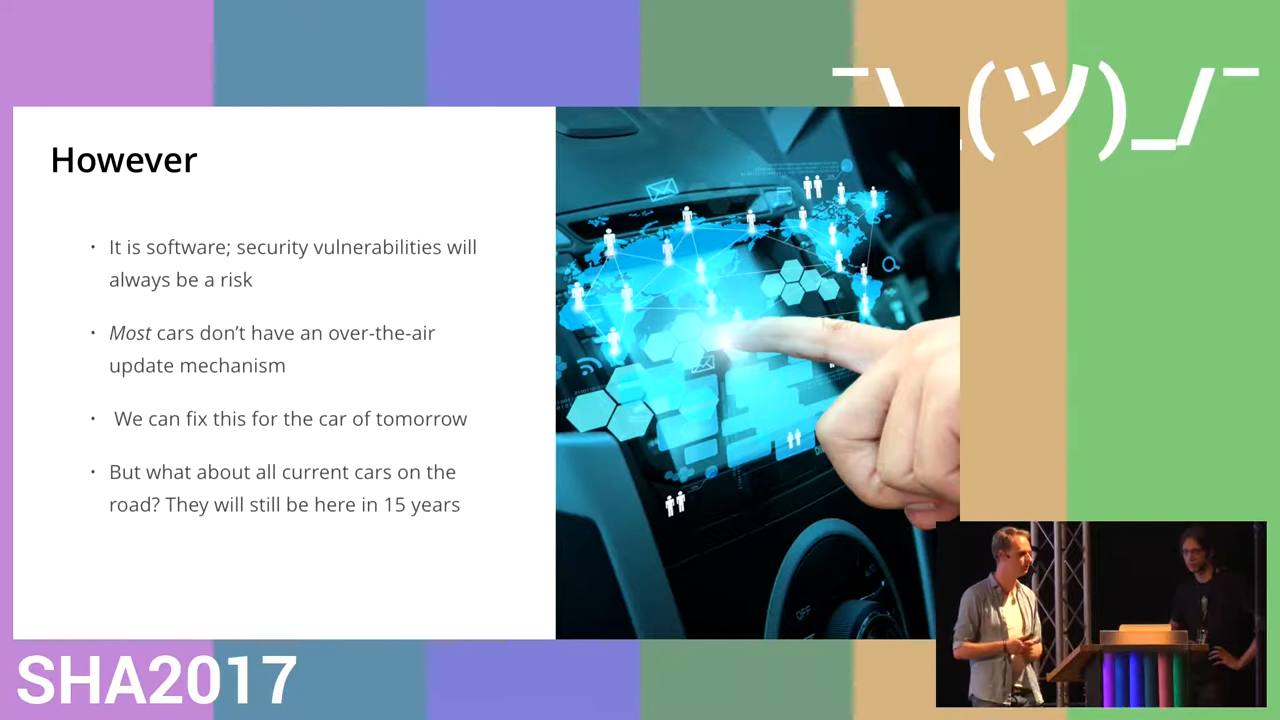 ¯\_(ツ)_/¯
However
• It is software; security vulnerabilities will
always be a risk
• Most cars don’t have an over-the-air
update mechanism
• We can fix this for the car of tomorrow
• But what about all current cars on the
road? They will still be here in 15 years
OFF
SHA2017